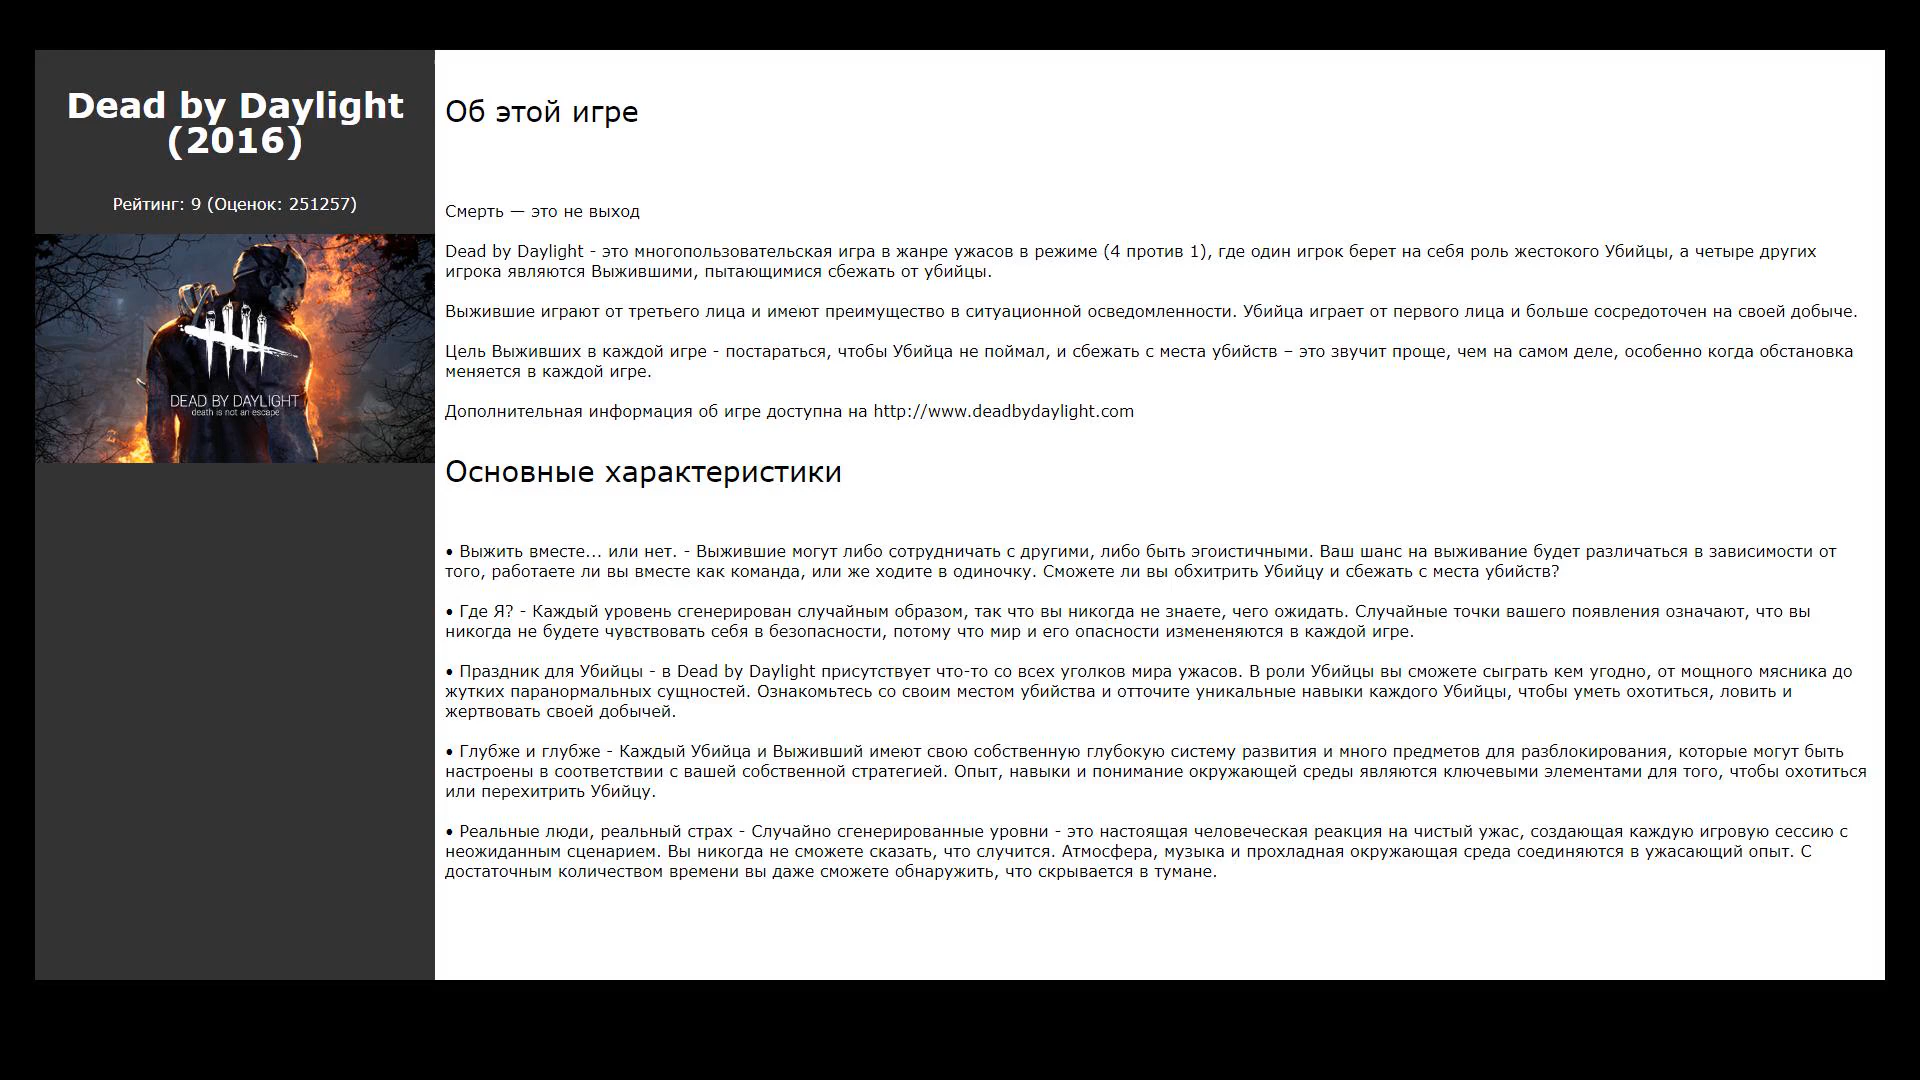 Dead by Daylight
(2016)
Рейтинг: 9 (Оценок: 251257)
DEAD BY DAYLIGHT
death is not an escape
Об этой игре
Смерть — это не выход
Dead by Daylight - это многопользовательская игра в жанре ужасов в режиме (4 против 1), где один игрок берет на себя роль жестокого Убийцы, а четыре других
игрока являются Выжившими, пытающимися сбежать от убийцы.
Выжившие играют от третьего лица и имеют преимущество в ситуационной осведомленности. Убийца играет от первого лица и больше сосредоточен на своей добыче.
Цель Выживших в каждой игре - постараться, чтобы Убийца не поймал, и сбежать с места убийств – это звучит проще, чем на самом деле, особенно когда обстановка
меняется в каждой игре.
Дополнительная информация об игре доступна на http://www.deadbydaylight.com
Основные характеристики
• Выжить вместе... или нет. - Выжившие могут либо сотрудничать с другими, либо быть эгоистичными. Ваш шанс на выживание будет различаться в зависимости от
того, работаете ли вы вместе как команда, или же ходите в одиночку. Сможете ли вы обхитрить Убийцу и сбежать с места убийств?
• Где Я? - Каждый уровень сгенерирован случайным образом, так что вы никогда не знаете, чего ожидать. Случайные точки вашего появления означают, что вы
никогда не будете чувствовать себя в безопасности, потому что мир и его опасности измененяются в каждой игре.
• Праздник для Убийцы - в Dead by Daylight присутствует что-то со всех уголков мира ужасов. В роли Убийцы вы сможете сыграть кем угодно, от мощного мясника до
жутких паранормальных сущностей. Ознакомьтесь со своим местом убийства и отточите уникальные навыки каждого Убийцы, чтобы уметь охотиться, ловить и
жертвовать своей добычей.
• Глубже и глубже - Каждый Убийца и Выживший имеют свою собственную глубокую систему развития и много предметов для разблокирования, которые могут быть
настроены в соответствии с вашей собственной стратегией. Опыт, навыки и понимание окружающей среды являются ключевыми элементами для того, чтобы охотиться
или перехитрить Убийцу.
• Реальные люди, реальный страх - Случайно сгенерированные уровни - это настоящая человеческая реакция на чистый ужас, создающая каждую игровую сессию с
неожиданным сценарием. Вы никогда не сможете сказать, что случится. Атмосфера, музыка и прохладная окружающая среда соединяются в ужасающий опыт. С
достаточным количеством времени вы даже сможете обнаружить, что скрывается в тумане.